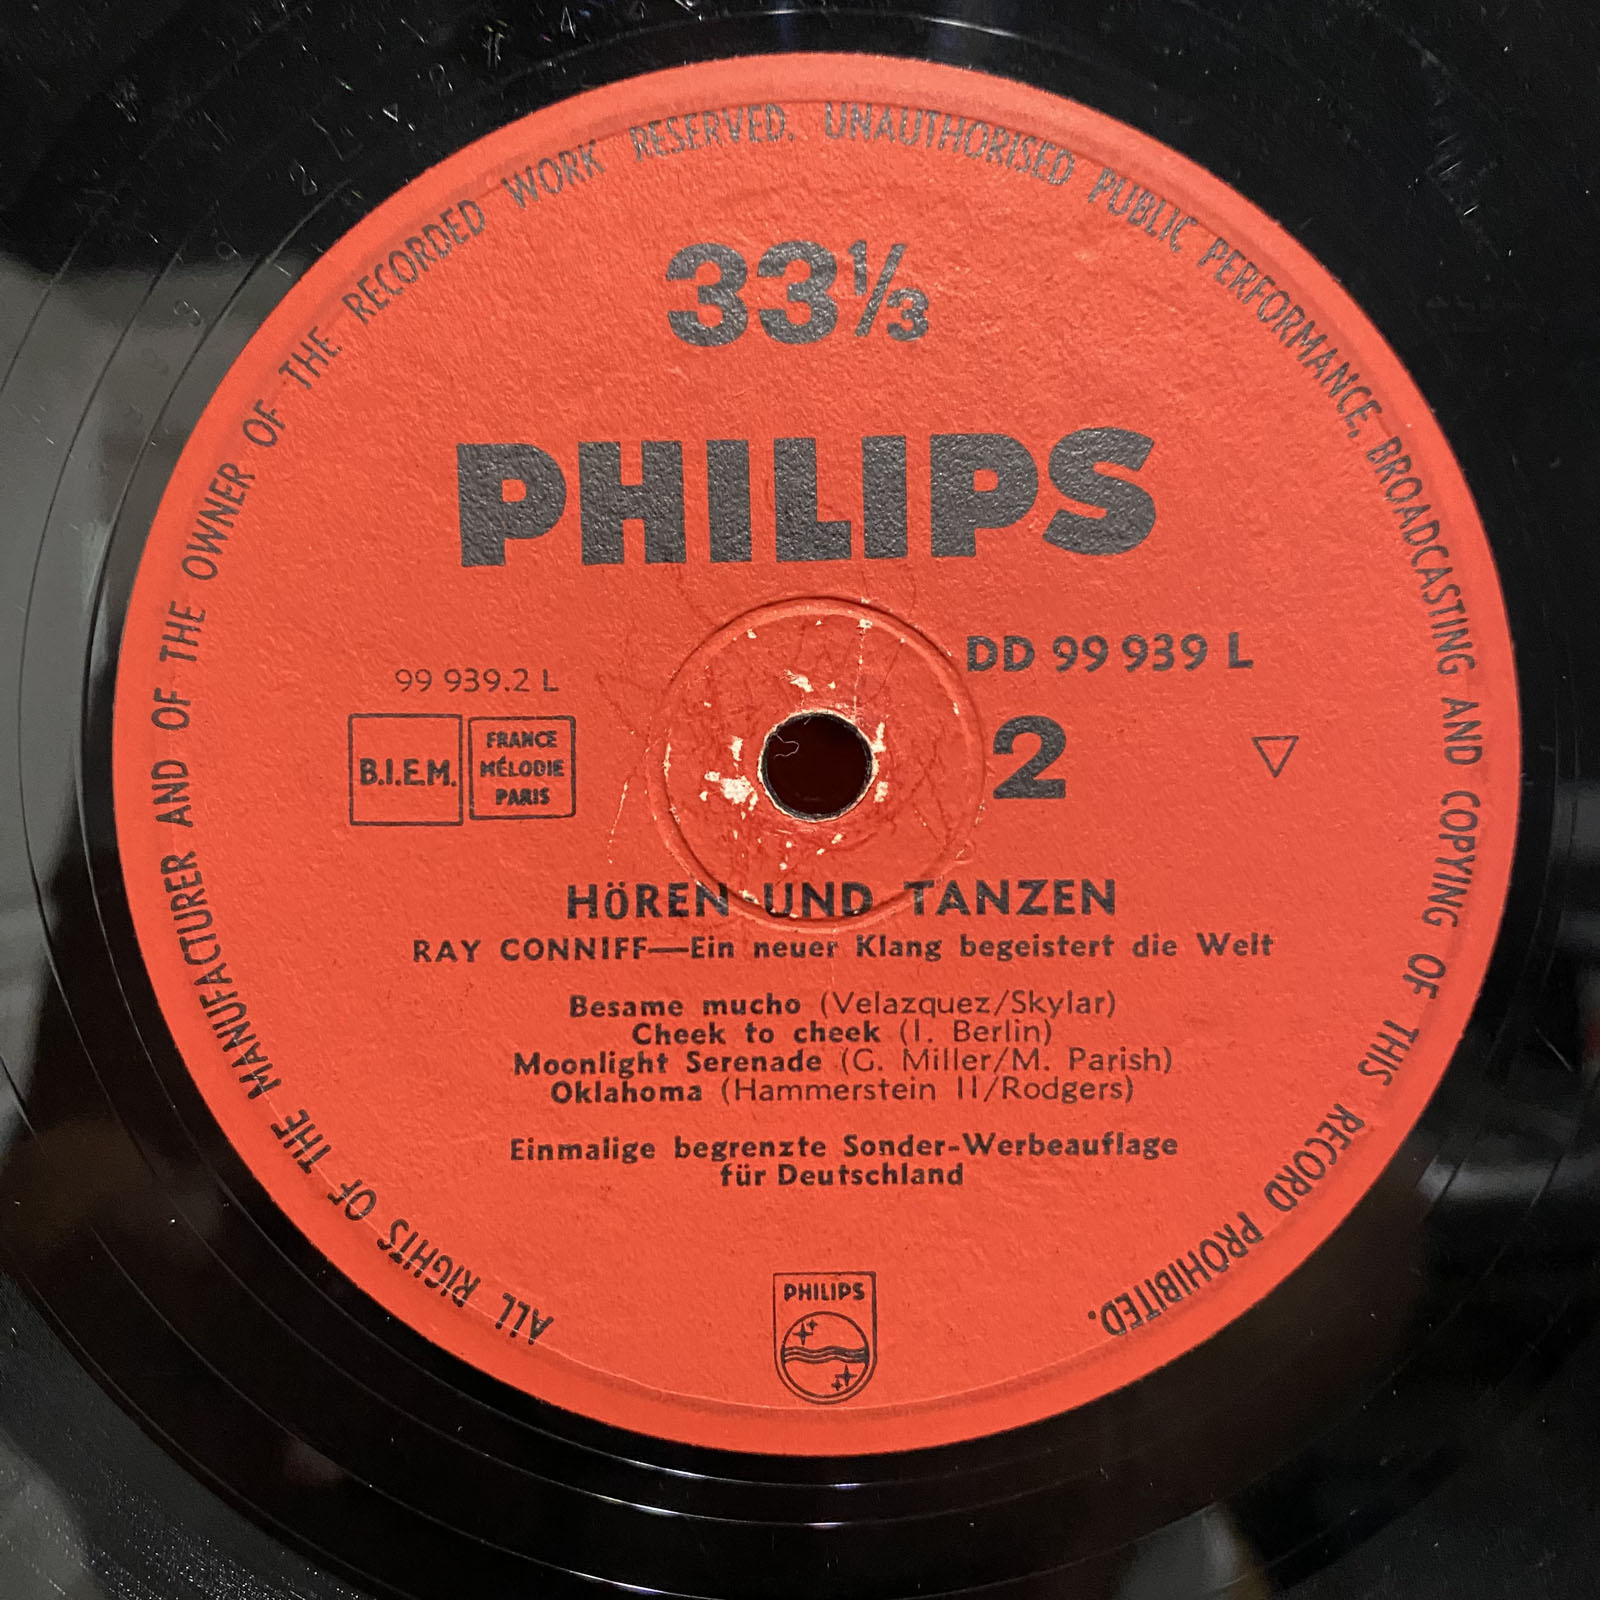 ALL RIGHTS OF THE MANUFACTURER AND OF THE OWNER OF THE RECORDED WORK RESERVED. UNAUTHORISED PUBLIC PERFORMANCE, BROADCASTING AND COPYING OF THIS RECORD PROHIBITED.
33⅓
PHILIPS
99 939.2 L
DD 99 939 L
B.I.E.M.
FRANCE
MÉLODIE
PARIS
2
HÖREN UND TANZEN
RAY CONNIFF—Ein neuer Klang begeistert die Welt
Besame mucho (Velazquez/Skylar)
Cheek to cheek (I. Berlin)
Moonlight Serenade (G. Miller/M. Parish)
Oklahoma (Hammerstein II/Rodgers)
Einmalige begrenzte Sonder-Werbeauflage
für Deutschland
PHILIPS